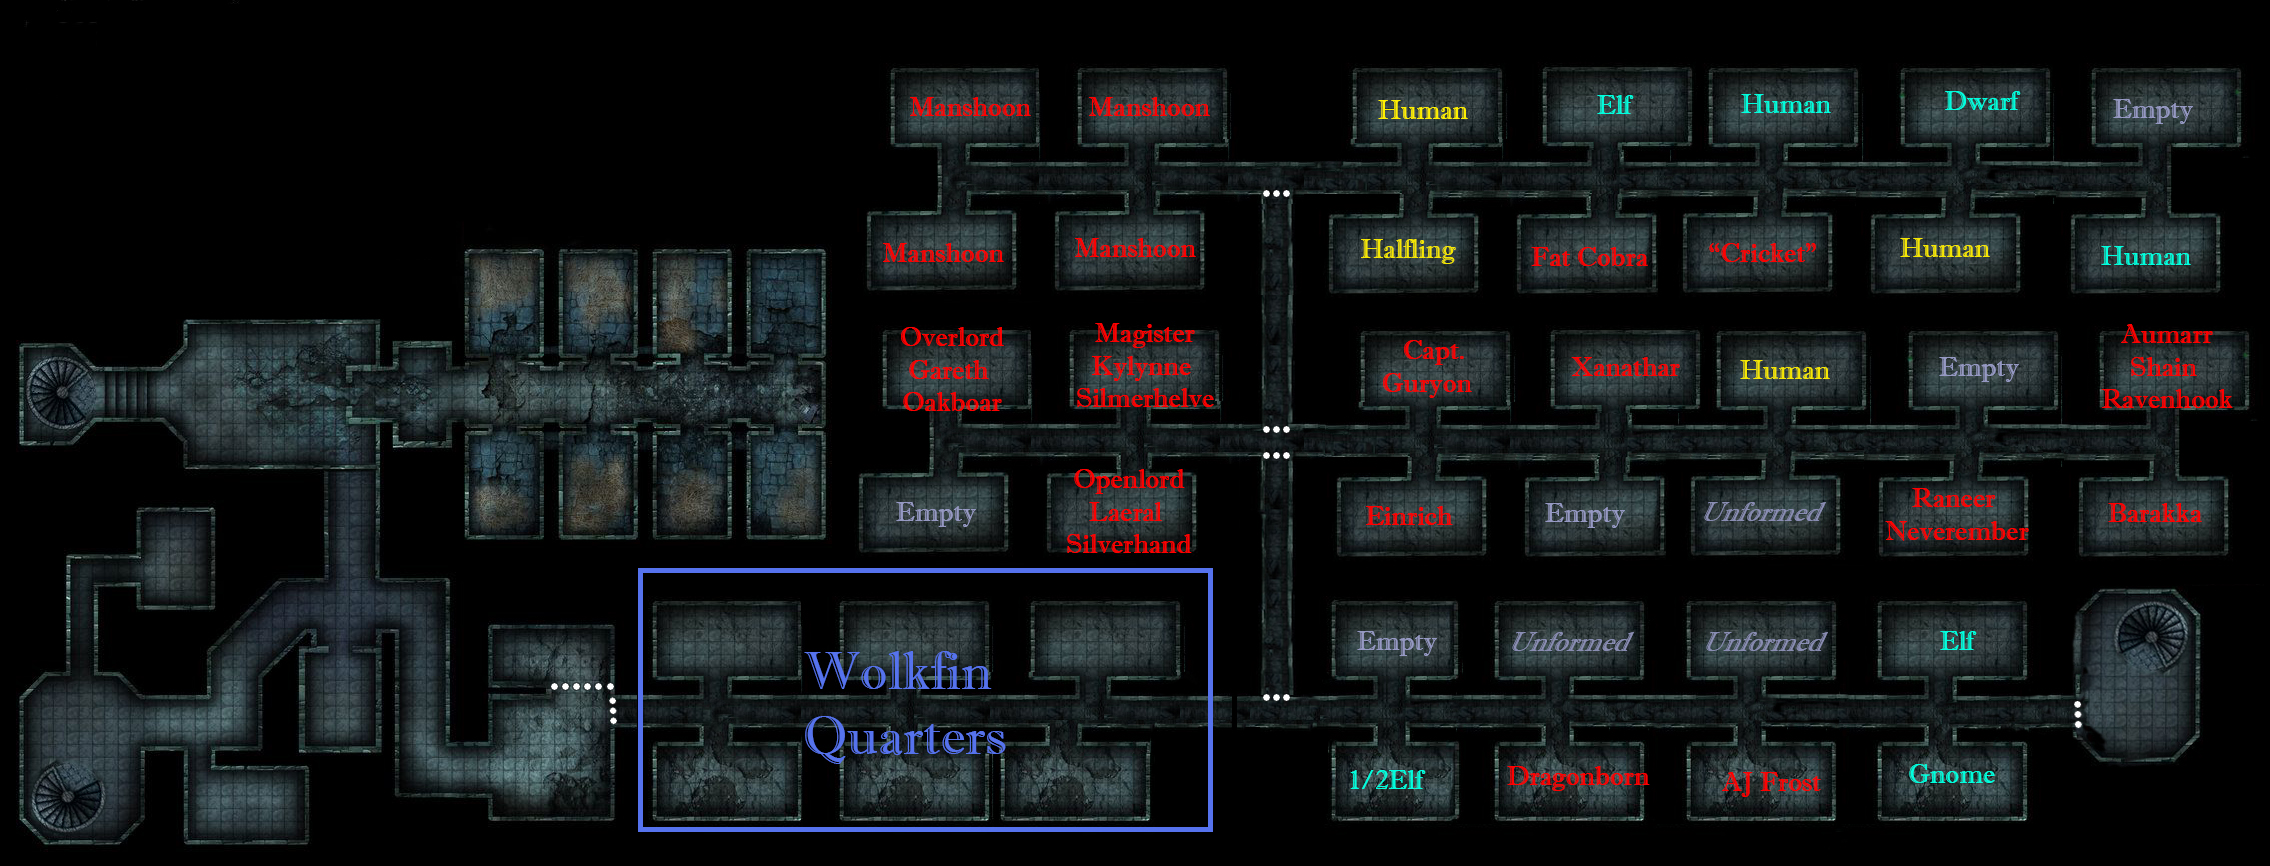 Manshoon
Manshoon
Human
Elf
Human
Dwarf
Empty
Manshoon
Manshoon
Halfling
Fat Cobra
“Cricket”
Human
Human
Overlord
Gareth
Oakboar
Magister
Kylynne
Silmerhelve
Capt.
Guryon
Xanathar
Human
Empty
Aumarr
Shain
Ravenhook
Empty
Openlord
Laeral
Silverhand
Einrich
Empty
Unformed
Rancer
Neverember
Barakka
Wolkfin
Quarters
Empty
Unformed
Unformed
Elf
1/2Elf
Dragonborn
AJ Frost
Gnome